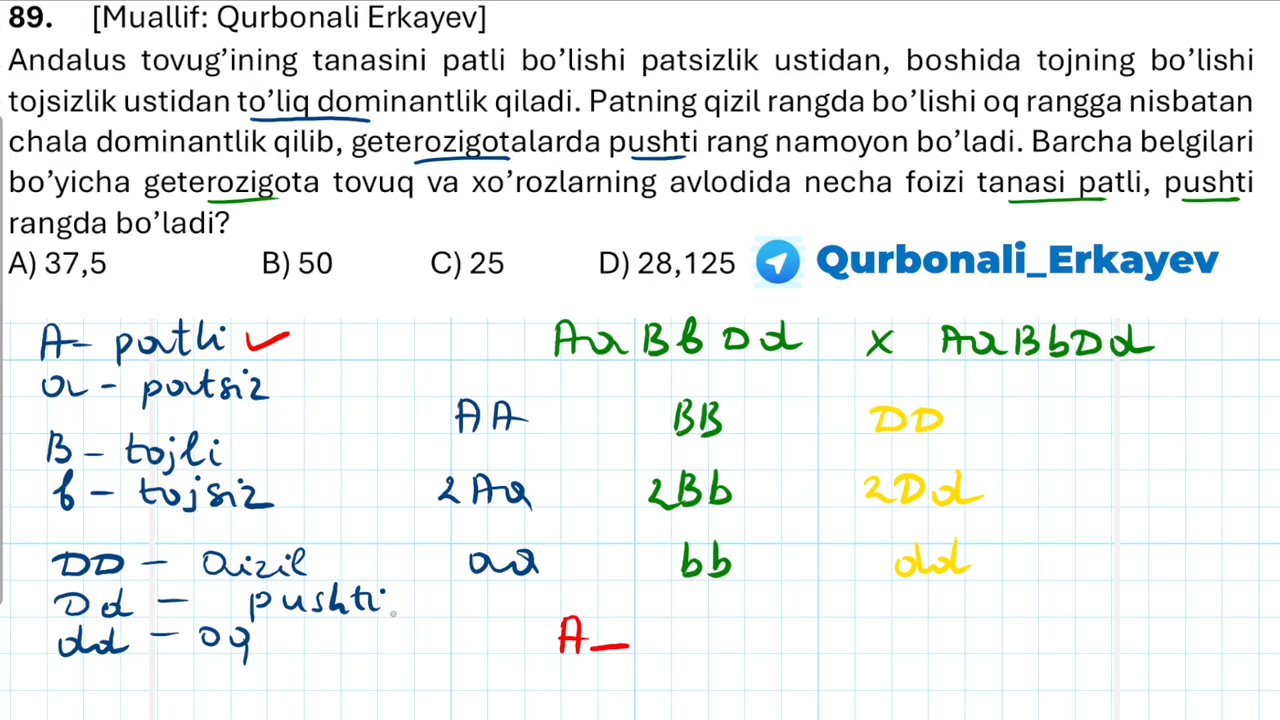 89. [Muallif: Qurbonali Erkayev]
Andalus tovug’ining tanasini patli bo’lishi patsizlik ustidan, boshida tojning bo’lishi
tojsizlik ustidan to’liq dominantlik qiladi. Patning qizil rangda bo’lishi oq rangga nisbatan
chala dominantlik qilib, geterozigotalarda pushti rang namoyon bo’ladi. Barcha belgilari
bo’yicha geterozigota tovuq va xo’rozlarning avlodida necha foizi tanasi patli, pushti
rangda bo’ladi?
A) 37,5 B) 50 C) 25 D) 28,125 Qurbonali_Erkayev
A – patli AaBbDd x AaBbDd
a – patsiz
AA BB DD
B – tojli
b – tojsiz 2Aa 2Bb 2Dd
DD – Qizil aa bb dd
Dd – pushti
dd – oq A_